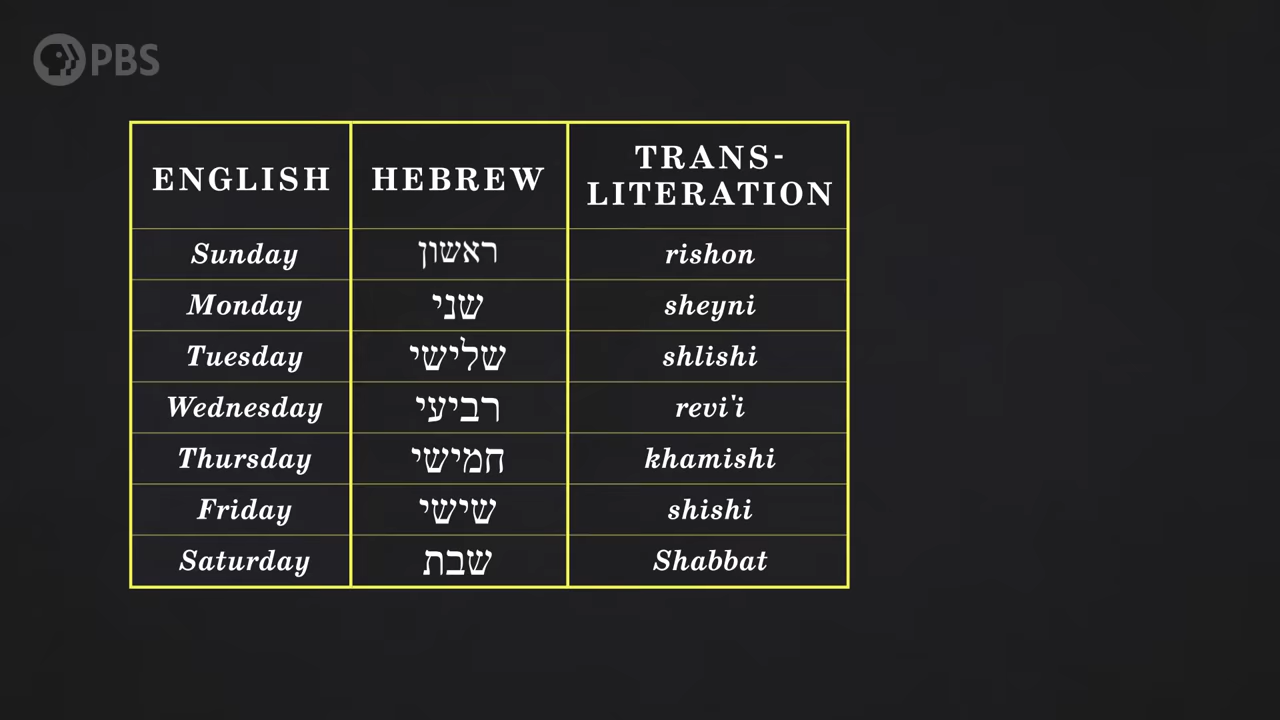 PBS
ENGLISH HEBREW TRANS-
LITERATION
Sunday ראשון rishon
Monday שני sheyni
Tuesday שלישי shlishi
Wednesday רביעי revi'i
Thursday חמישי khamishi
Friday שישי shishi
Saturday שבת Shabbat